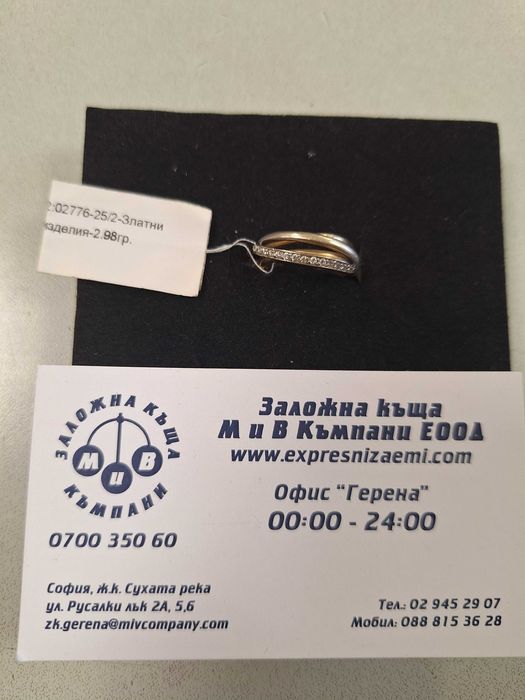 2:02776-25/2-Златни
изделия-2.98гр.
ЗАЛОЖНА КЪЩА
М и В
КЪМПАНИ
0700 350 60
Заложна къща
М и В Къмпани ЕООД
www.expresnizaemi.com
Офис "Герена"
00:00 - 24:00
София, ж.к. Сухата река
ул. Русалки лък 2А, 5,6
zk.gerena@mivcompany.com
Тел.: 02 945 29 07
Мобил: 088 815 36 28